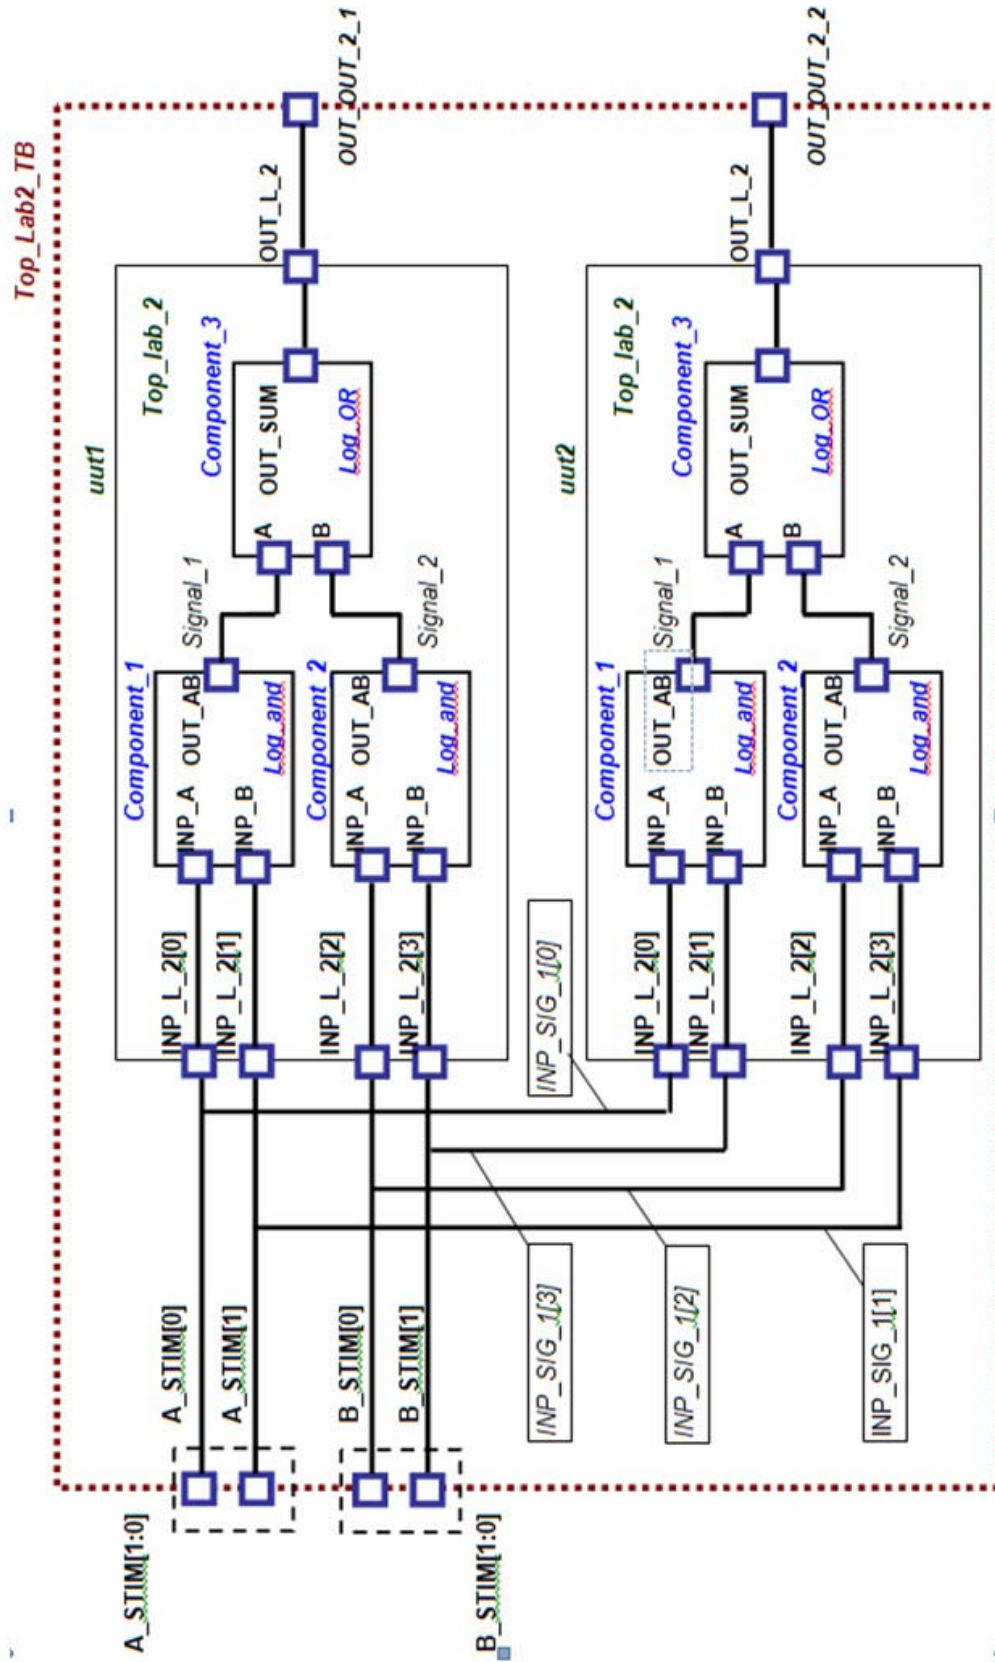 Top_Lab2_TB
A_STIM[1:0]
A_STIM[0]
A_STIM[1]
B_STIM[0]
B_STIM[1]
B_STIM[1:0]
uut1
Top_lab_2
INP_L_2[0]
INP_L_2[1]
INP_L_2[2]
INP_L_2[3]
Component_1
INP_A OUT_AB
INP_B
Log_and
Signal_1
Component_2
INP_A OUT_AB
INP_B
Log_and
Signal_2
Component_3
A
OUT_SUM
B
Log_OR
OUT_L_2
OUT_OUT_2_1
INP_SIG_1[0]
INP_SIG_1[3]
INP_SIG_1[2]
INP_SIG_1[1]
uut2
Top_lab_2
INP_L_2[0]
INP_L_2[1]
INP_L_2[2]
INP_L_2[3]
Component_1
INP_A OUT_AB
INP_B
Log_and
Signal_1
Component_2
INP_A OUT_AB
INP_B
Log_and
Signal_2
Component_3
A
OUT_SUM
B
Log_OR
OUT_L_2
OUT_OUT_2_2